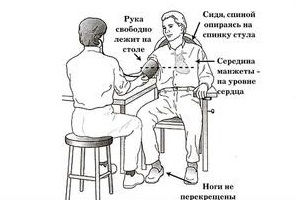 Рука
свободно
лежит на
столе
Сидя, спиной
опираясь на
спинку стула
Середина
манжеты -
на уровне
сердца
Ноги не
перекрещены